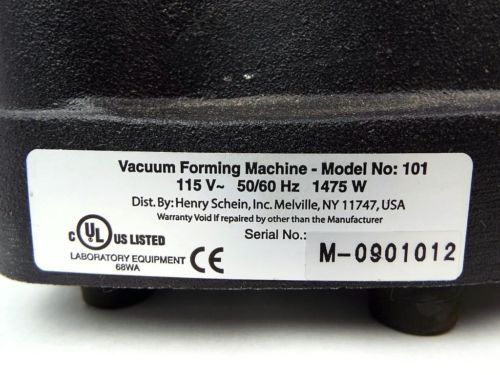 Vacuum Forming Machine - Model No: 101
115 V~ 50/60 Hz 1475 W
Dist. By: Henry Schein, Inc. Melville, NY 11747, USA
Warranty Void If repaired by other than the Manufacturer
Serial No.: M-0901012
C UL US LISTED
LABORATORY EQUIPMENT
68WA
CE